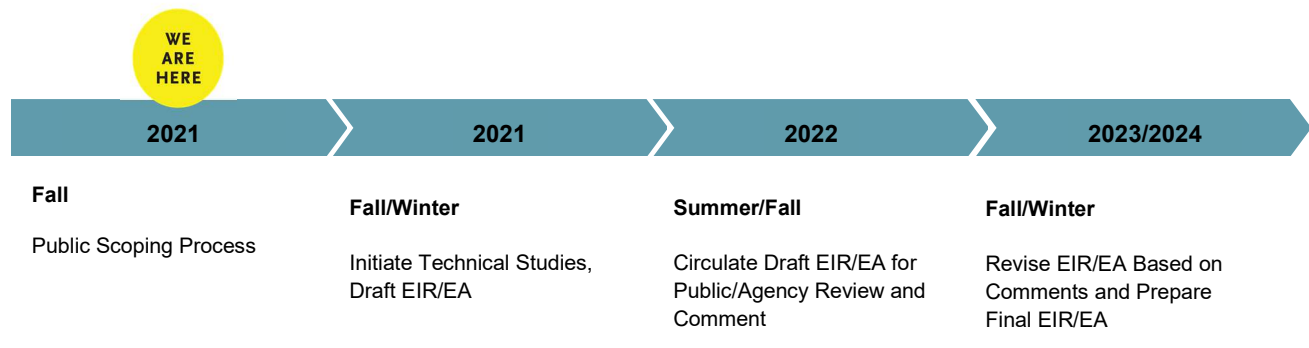 WE
ARE
HERE
2021
2021
2022
2023/2024
Fall
Public Scoping Process
Fall/Winter
Initiate Technical Studies,
Draft EIR/EA
Summer/Fall
Circulate Draft EIR/EA for
Public/Agency Review and
Comment
Fall/Winter
Revise EIR/EA Based on
Comments and Prepare
Final EIR/EA